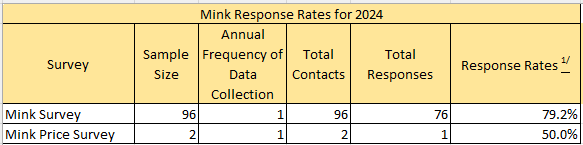 Mink Response Rates for 2024
Survey Sample Size Annual Frequency of Data Collection Total Contacts Total Responses Response Rates 1/
Mink Survey 96 1 96 76 79.2%
Mink Price Survey 2 1 2 1 50.0%